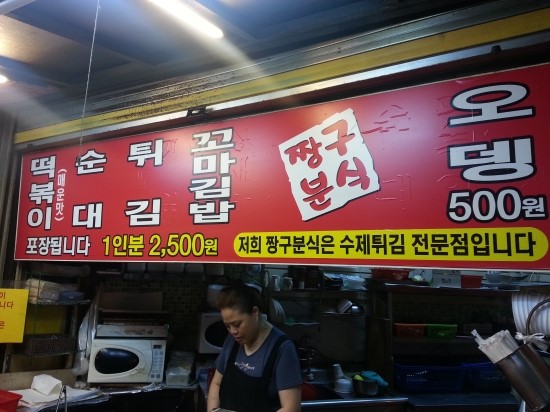 떡볶이
(매운맛)
순대
튀김
꼬마김밥
짱구
분식
오뎅
500원
포장됩니다 1인분 2,500원
저희 짱구분식은 수제튀김 전문점입니다